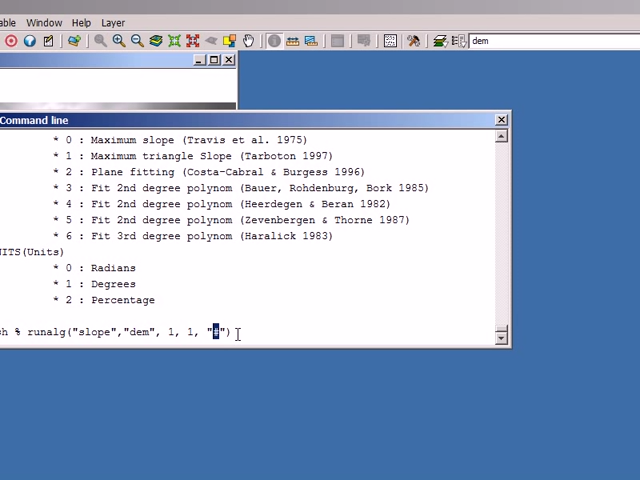 Window Help Layer
dem
Command line
* 0 : Maximum slope (Travis et al. 1975)
* 1 : Maximum triangle Slope (Tarboton 1997)
* 2 : Plane fitting (Costa-Cabral & Burgess 1996)
* 3 : Fit 2nd degree polynom (Bauer, Rohdenburg, Bork 1985)
* 4 : Fit 2nd degree polynom (Heerdegen & Beran 1982)
* 5 : Fit 2nd degree polynom (Zevenbergen & Thorne 1987)
* 6 : Fit 3rd degree polynom (Haralick 1983)
NITS(Units)
* 0 : Radians
* 1 : Degrees
* 2 : Percentage
sh % runalg("slope","dem", 1, 1, "#")